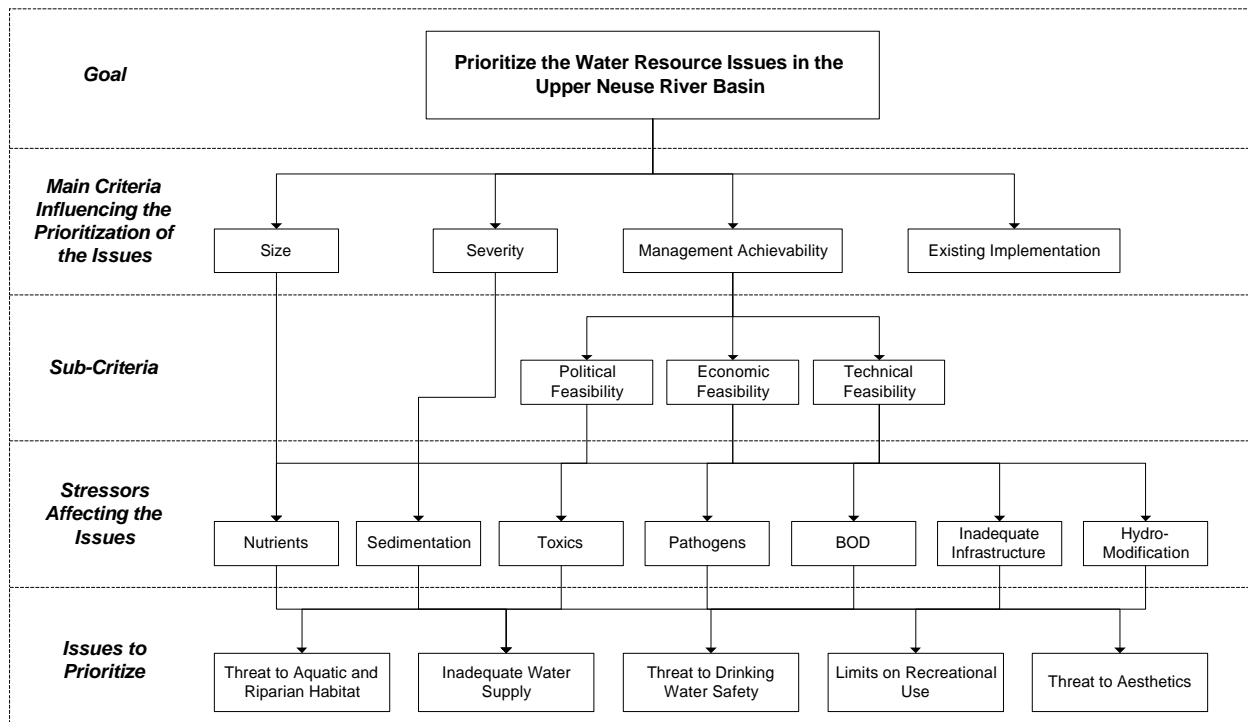 Goal
Prioritize the Water Resource Issues in the
Upper Neuse River Basin
Main Criteria
Influencing the
Prioritization of
the Issues
Size
Severity
Management Achievability
Existing Implementation
Sub-Criteria
Political
Feasibility
Economic
Feasibility
Technical
Feasibility
Stressors
Affecting the
Issues
Nutrients
Sedimentation
Toxics
Pathogens
BOD
Inadequate
Infrastructure
Hydro-
Modification
Issues to
Prioritize
Threat to Aquatic and
Riparian Habitat
Inadequate Water
Supply
Threat to Drinking
Water Safety
Limits on Recreational
Use
Threat to Aesthetics